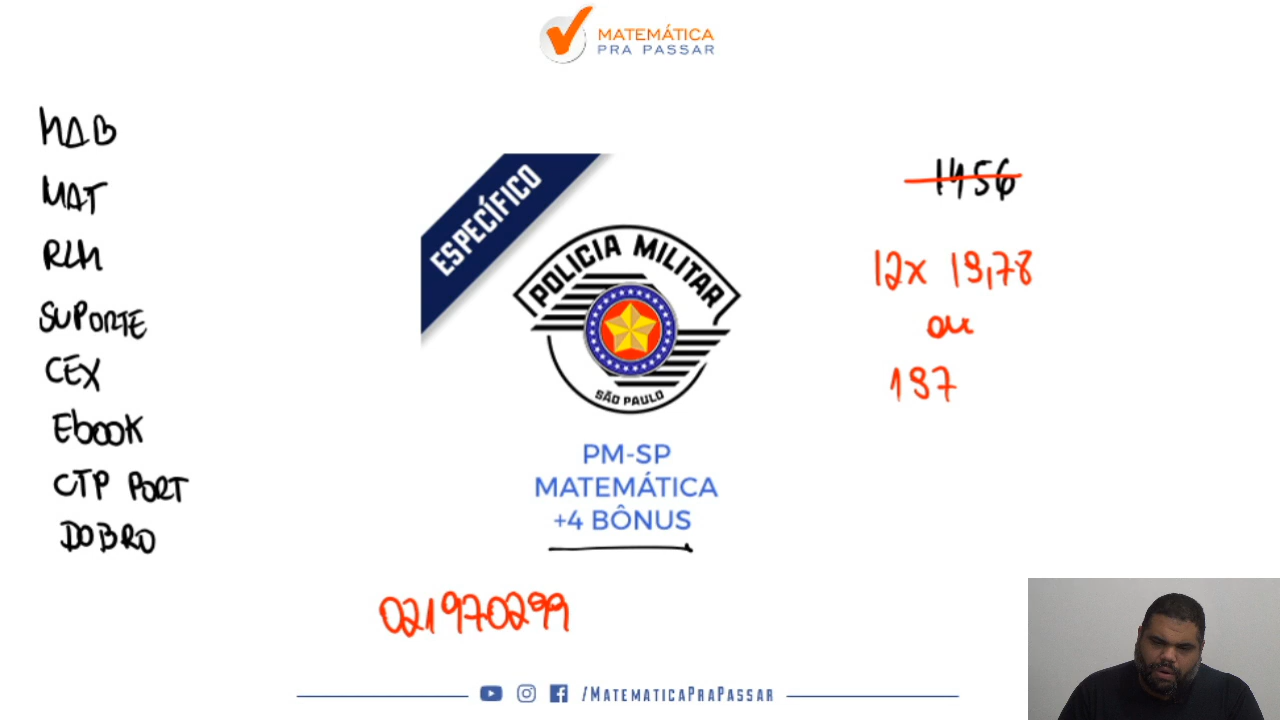 MATEMÁTICA
PRA PASSAR
MAB
MAT
RLM
SUPORTE
CEX
Ebook
CTP PORT
DOBRO
ESPECÍFICO
POLICIA MILITAR
SÃO PAULO
PM-SP
MATEMÁTICA
+4 BÔNUS
1456
12x 19,78
ou
197
021970299
/MATEMATICAPRAPASSAR